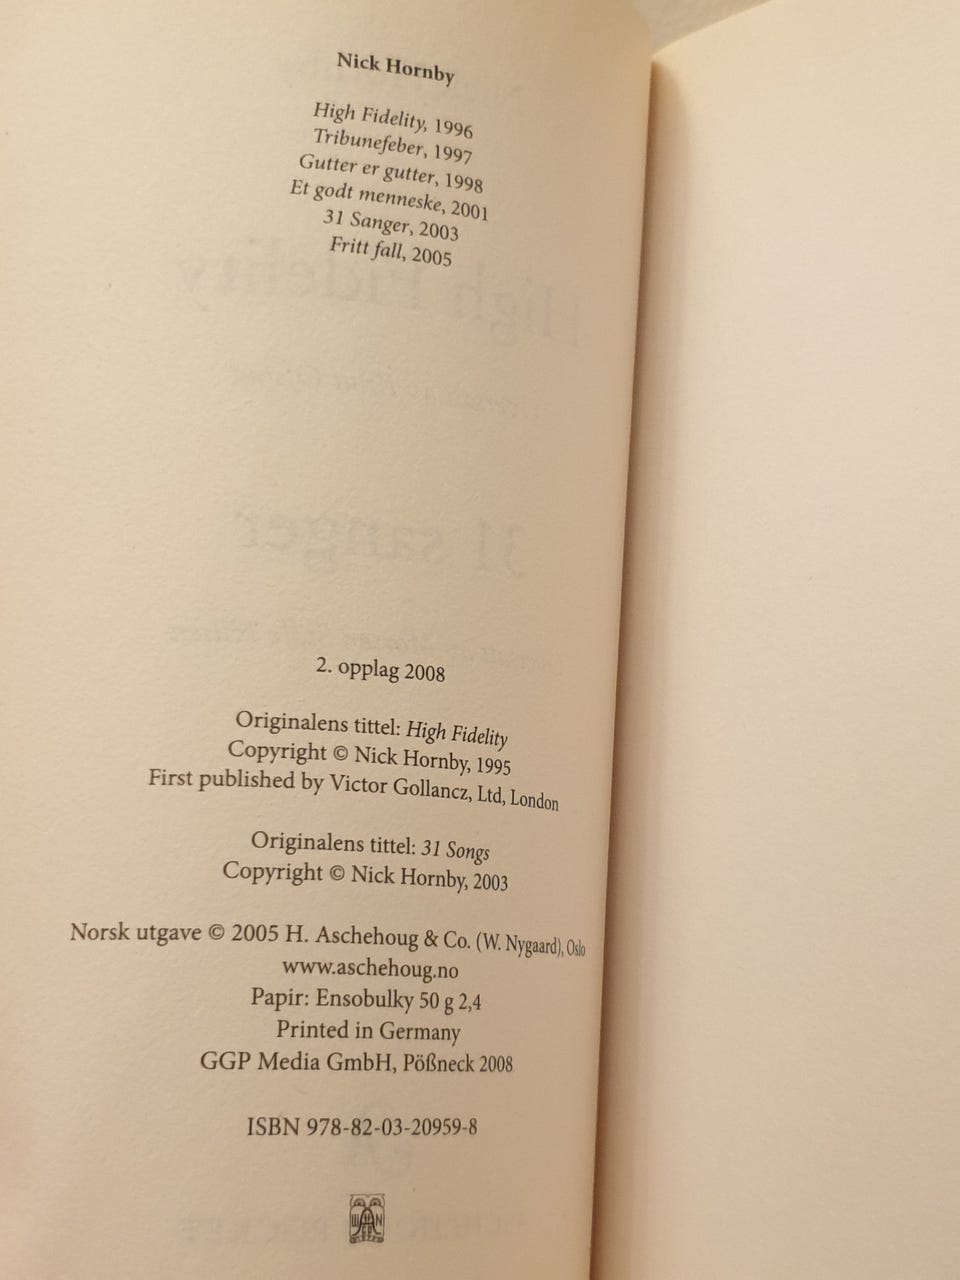 Nick Hornby
High Fidelity, 1996
Tribunefeber, 1997
Gutter er gutter, 1998
Et godt menneske, 2001
31 Sanger, 2003
Fritt fall, 2005
High Fidelity
31 sanger
2. opplag 2008
Originalens tittel: High Fidelity
Copyright © Nick Hornby, 1995
First published by Victor Gollancz, Ltd, London
Originalens tittel: 31 Songs
Copyright © Nick Hornby, 2003
Norsk utgave © 2005 H. Aschehoug & Co. (W. Nygaard), Oslo
www.aschehoug.no
Papir: Ensobulky 50 g 2,4
Printed in Germany
GGP Media GmbH, Pößneck 2008
ISBN 978-82-03-20959-8